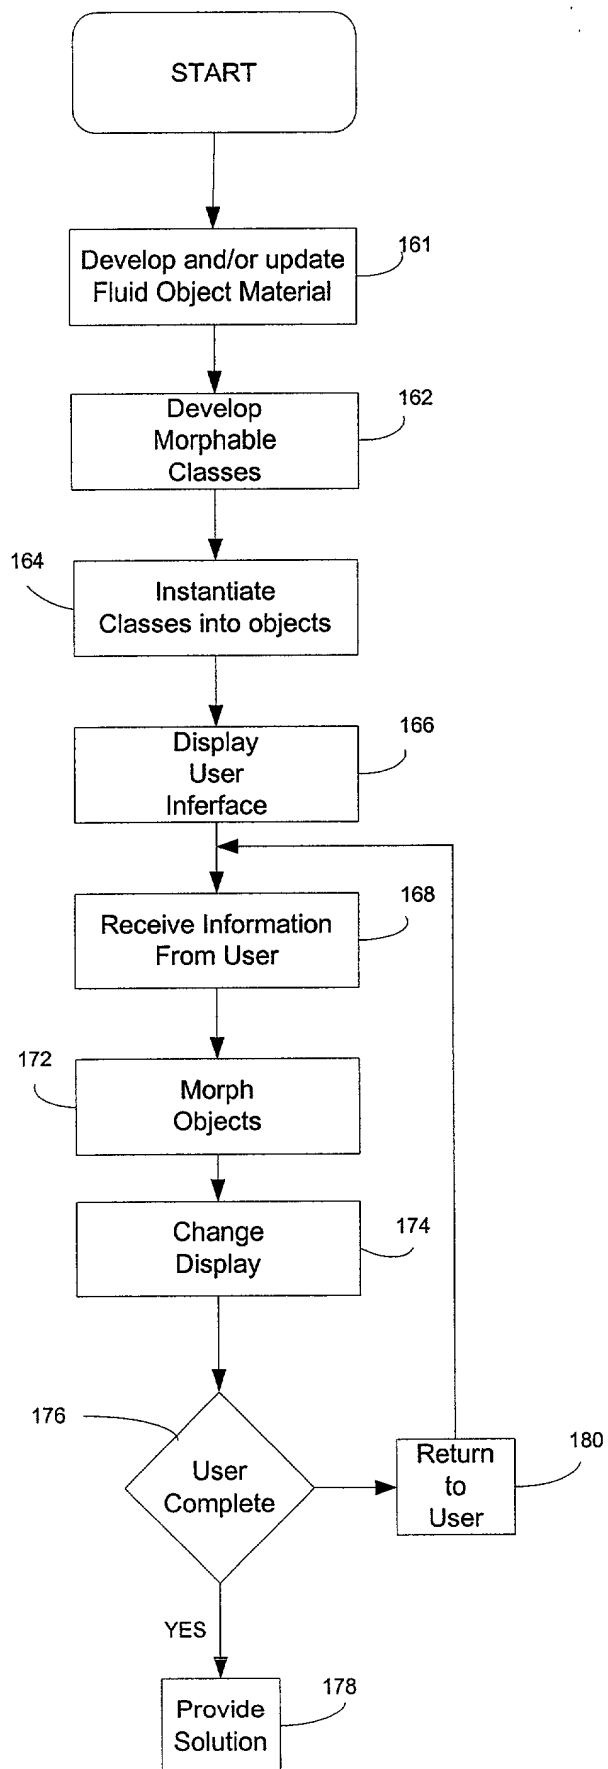 START
161
Develop and/or update
Fluid Object Material
162
Develop
Morphable
Classes
164
Instantiate
Classes into objects
166
Display
User
Inferface
168
Receive Information
From User
172
Morph
Objects
174
Change
Display
176
User
Complete
180
Return
to
User
YES
178
Provide
Solution